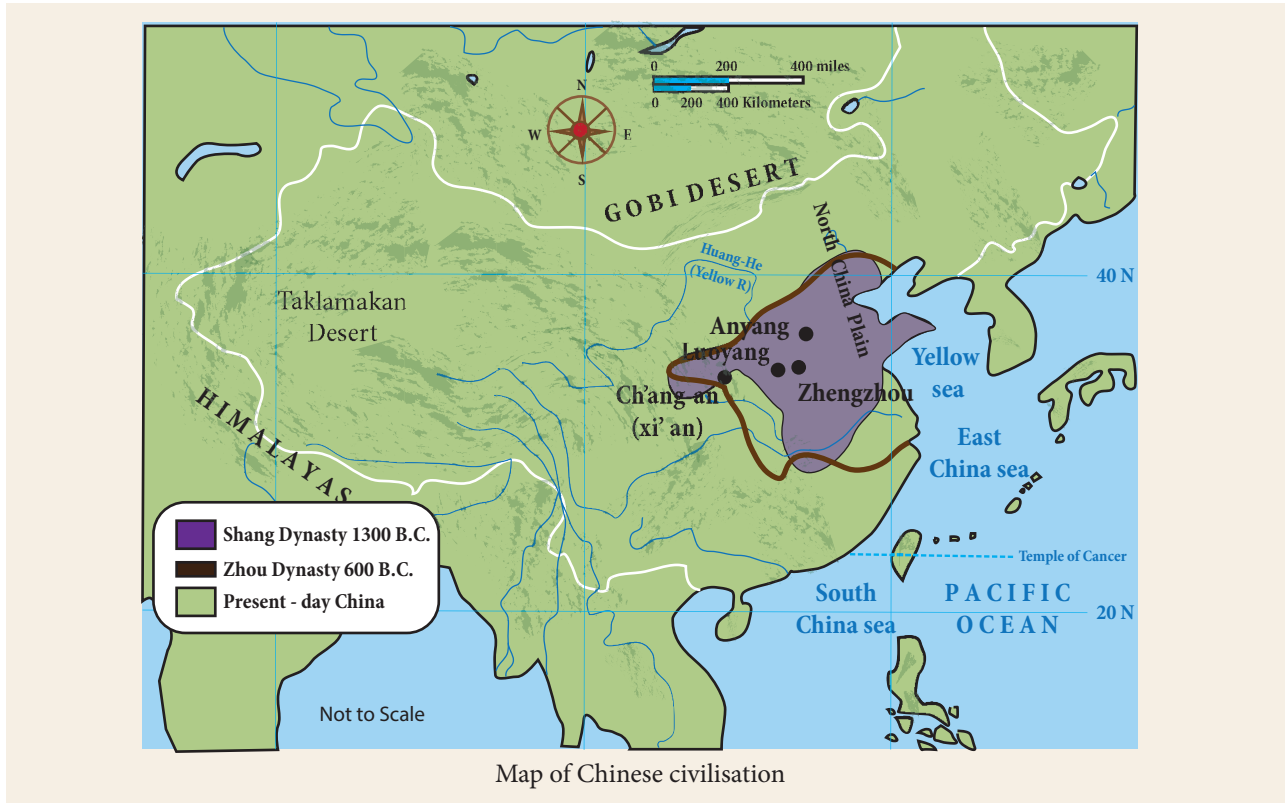 0 200 400 miles
0 200 400 Kilometers
N
W E
S
GOBI DESERT
North China Plain
Huang-He
(Yellow R)
40 N
Taklamakan
Desert
Anyang
Luoyang
Yellow
sea
Zhengzhou
Ch'ang-an
(xi' an)
HIMALAYAS
East
China sea
Shang Dynasty 1300 B.C.
Zhou Dynasty 600 B.C.
Present - day China
Temple of Cancer
South
China sea
PACIFIC
OCEAN
20 N
Not to Scale
Map of Chinese civilisation